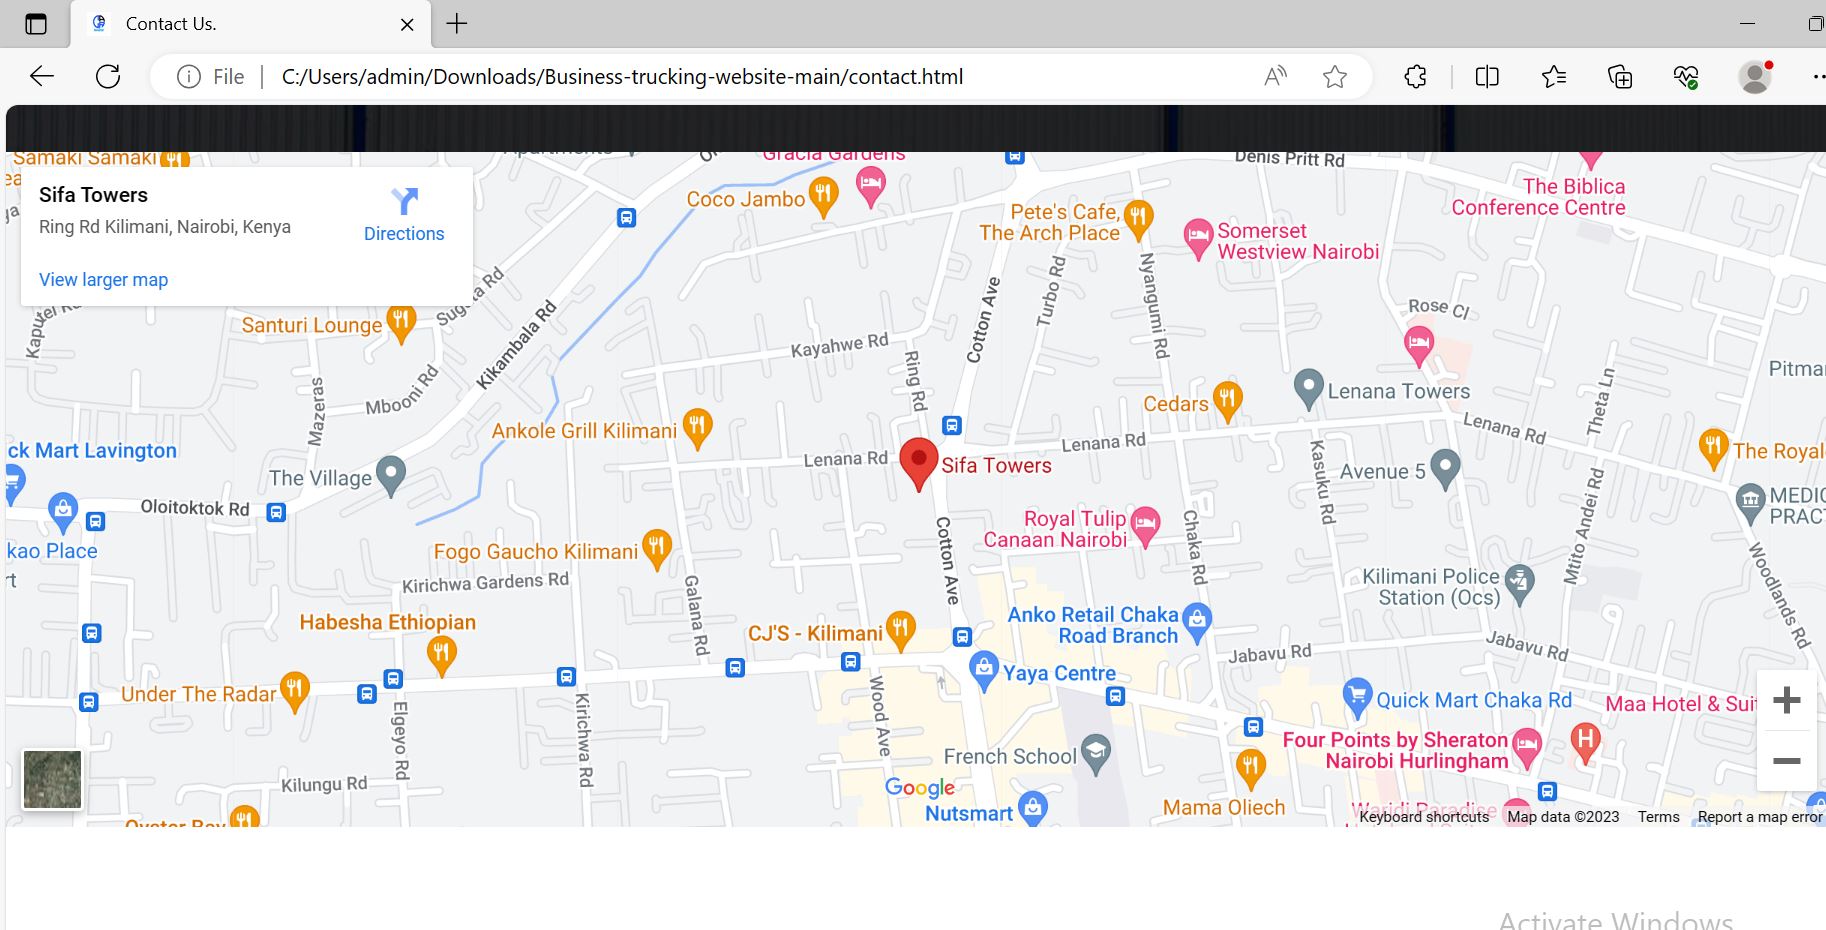 Contact Us.
File
C:/Users/admin/Downloads/Business-trucking-website-main/contact.html
Samaki Samaki
Gracia Gardens
Denis Pritt Rd
Sifa Towers
Ring Rd Kilimani, Nairobi, Kenya
Directions
View larger map
Coco Jambo
Pete's Cafe,
The Arch Place
Somerset
Westview Nairobi
The Biblica
Conference Centre
Santuri Lounge
Kikambala Rd
Mbooni Rd
Mazeras
Kayahwe Rd
Ring Rd
Cotton Ave
Turbo Rd
Nyangumi Rd
Rose Cl
Theta Ln
Pitma
Cedars
Lenana Towers
Lenana Rd
Ankole Grill Kilimani
Lenana Rd
Sifa Towers
Lenana Rd
Kasuku Rd
Avenue 5
The Royal
ck Mart Lavington
The Village
Oloitoktok Rd
Royal Tulip
Canaan Nairobi
Cotton Ave
Chaka Rd
Mtito Andei Rd
MEDIC
PRACT
kao Place
rt
Fogo Gaucho Kilimani
Kirichwa Gardens Rd
Galana Rd
Kilimani Police
Station (Ocs)
Woodlands Rd
Habesha Ethiopian
CJ'S - Kilimani
Anko Retail Chaka
Road Branch
Jabavu Rd
Jabavu Rd
Under The Radar
Yaya Centre
Quick Mart Chaka Rd
Maa Hotel & Suit
Elgeyo Rd
Kirichwa Rd
Wood Ave
French School
Four Points by Sheraton
Nairobi Hurlingham
H
Kilungu Rd
Google
Nutsmart
Mama Oliech
Waridi Paradise
Oyster Bay
Keyboard shortcuts
Map data ©2023
Terms
Report a map error
Activate Windows